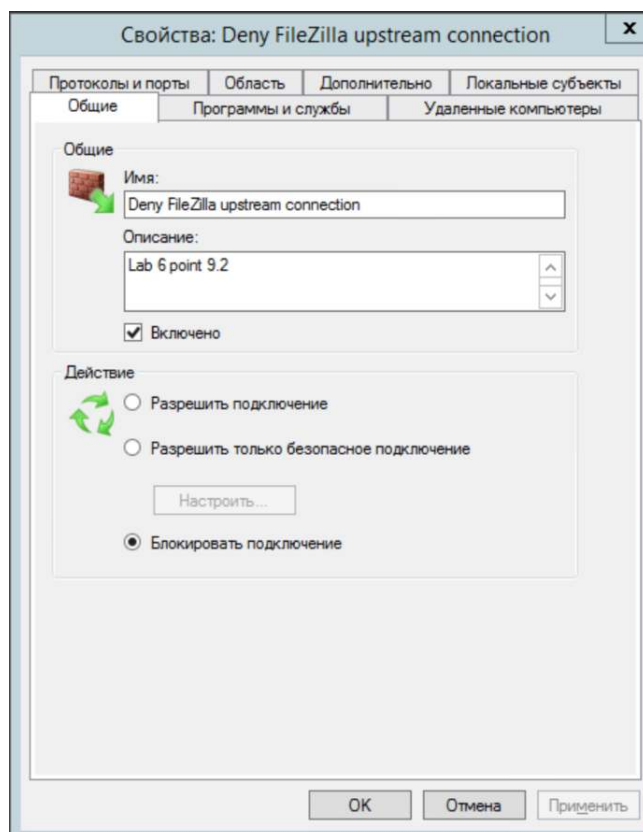 Свойства: Deny FileZilla upstream connection
x
Протоколы и порты
Область
Дополнительно
Локальные субъекты
Общие
Программы и службы
Удаленные компьютеры
Общие
Имя:
Deny FileZilla upstream connection
Описание:
Lab 6 point 9.2
Включено
Действие
Разрешить подключение
Разрешить только безопасное подключение
Настроить...
Блокировать подключение
OK
Отмена
Применить